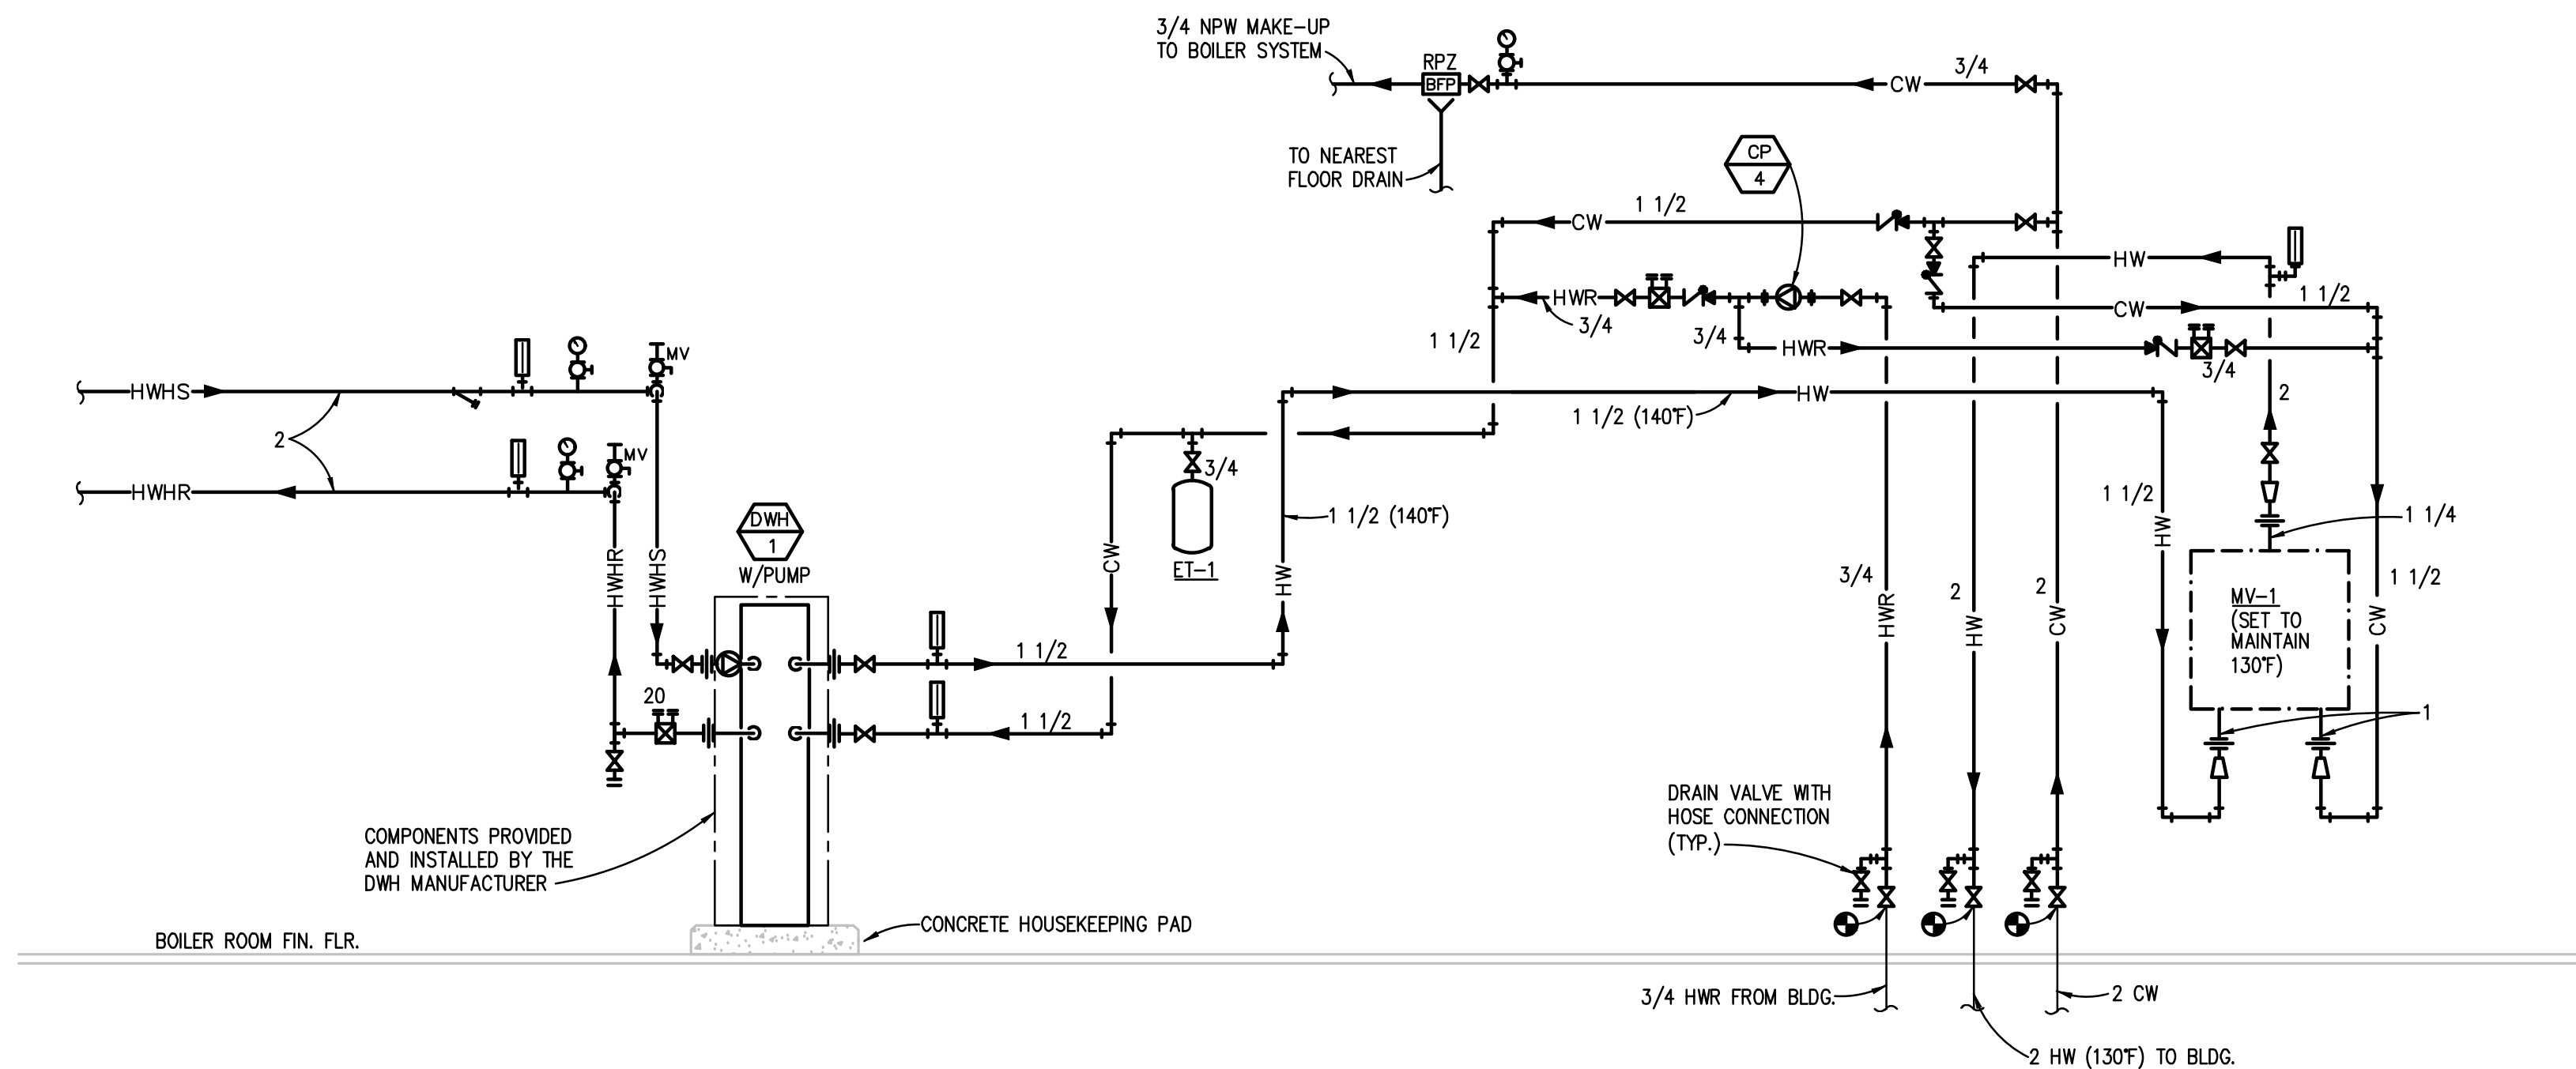 3/4 NPW MAKE-UP
TO BOILER SYSTEM
RPZ
BFP
CW
3/4
TO NEAREST
FLOOR DRAIN
CP
4
CW
1 1/2
HW
HWR
3/4
3/4
CW
1 1/2
1 1/2
HWR
3/4
MV
HWHS
2
HW
1 1/2 (140°F)
2
MV
HWHR
3/4
ET-1
1 1/2 (140°F)
1 1/2
HW
1 1/4
DWH
1
W/PUMP
HWHR
HWHS
CW
HW
3/4
HWR
2
HW
2
CW
MV-1
(SET TO
MAINTAIN
130°F)
1 1/2
CW
1 1/2
20
1 1/2
1
DRAIN VALVE WITH
HOSE CONNECTION
(TYP.)
COMPONENTS PROVIDED
AND INSTALLED BY THE
DWH MANUFACTURER
CONCRETE HOUSEKEEPING PAD
BOILER ROOM FIN. FLR.
3/4 HWR FROM BLDG.
2 CW
2 HW (130°F) TO BLDG.